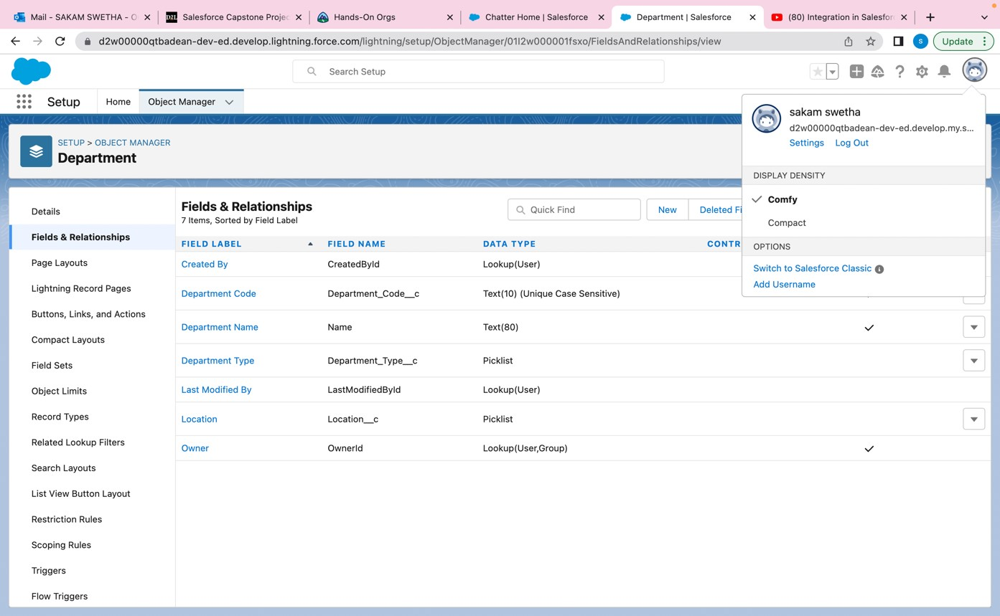 Mail - SAKAM SWETHA - O
D2L Salesforce Capstone Projec
Hands-On Orgs
Chatter Home | Salesforce
Department | Salesforce
(80) Integration in Salesfor
d2w00000qtbadean-dev-ed.develop.lightning.force.com/lightning/setup/ObjectManager/01I2w000001fsxo/FieldsAndRelationships/view
S
Update
Search Setup
Setup
Home
Object Manager
SETUP > OBJECT MANAGER
Department
sakam swetha
d2w00000qtbadean-dev-ed.develop.my.s...
Settings Log Out
DISPLAY DENSITY
Comfy
Compact
OPTIONS
Switch to Salesforce Classic
Add Username
Details
Fields & Relationships
Page Layouts
Lightning Record Pages
Buttons, Links, and Actions
Compact Layouts
Field Sets
Object Limits
Record Types
Related Lookup Filters
Search Layouts
List View Button Layout
Restriction Rules
Scoping Rules
Triggers
Flow Triggers
Fields & Relationships
7 Items, Sorted by Field Label
Quick Find
New
Deleted Fi
FIELD LABEL FIELD NAME DATA TYPE CONTR
Created By CreatedById Lookup(User)
Department Code Department_Code__c Text(10) (Unique Case Sensitive)
Department Name Name Text(80)
Department Type Department_Type__c Picklist
Last Modified By LastModifiedById Lookup(User)
Location Location__c Picklist
Owner OwnerId Lookup(User,Group)